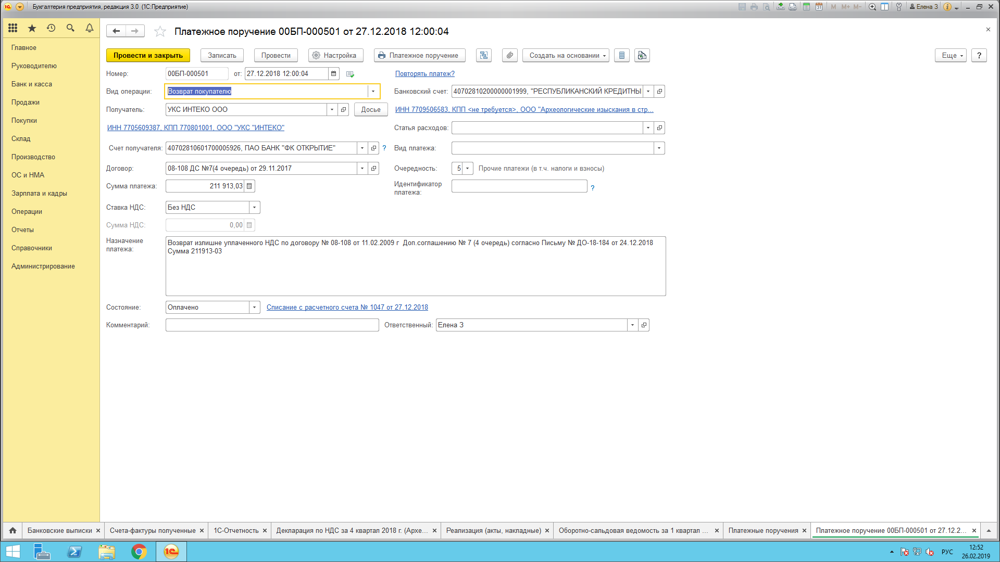 Бухгалтерия предприятия, редакция 3.0 (1С:Предприятие)
M M+ M- Елена З
Платежное поручение 00БП-000501 от 27.12.2018 12:00:04
Провести и закрыть Записать Провести Настройка Платежное поручение Создать на основании Еще ?
Главное
Руководителю
Банк и касса
Продажи
Покупки
Склад
Производство
ОС и НМА
Зарплата и кадры
Операции
Отчеты
Справочники
Администрирование
Номер: 00БП-000501 от: 27.12.2018 12:00:04 Повторять платеж?
Вид операции: Возврат покупателю Банковский счет: 40702810200000001999, "РЕСПУБЛИКАНСКИЙ КРЕДИТНЫ
Получатель: УКС ИНТЕКО ООО Досье ИНН 7709506583, КПП <не требуется>, ООО "Археологические изыскания в стр...
ИНН 7705609387, КПП 770801001, ООО "УКС "ИНТЕКО" Статья расходов:
Счет получателя: 40702810601700005926, ПАО БАНК "ФК ОТКРЫТИЕ" ? Вид платежа:
Договор: 08-108 ДС №7(4 очередь) от 29.11.2017 Очередность: 5 Прочие платежи (в т.ч. налоги и взносы)
Сумма платежа: 211 913,03 Идентификатор платежа: ?
Ставка НДС: Без НДС
Сумма НДС: 0,00
Назначение платежа: Возврат излишне уплаченного НДС по договору № 08-108 от 11.02.2009 г  Доп.соглашению № 7 (4 очередь) согласно Письму № ДО-18-184 от 24.12.2018
Сумма 211913-03
Состояние: Оплачено Списание с расчетного счета № 1047 от 27.12.2018
Комментарий: Ответственный: Елена З
Банковские выписки Счета-фактуры полученные 1С-Отчетность Декларация по НДС за 4 квартал 2018 г. (Архе... Реализация (акты, накладные) Оборотно-сальдовая ведомость за 1 квартал ... Платежные поручения Платежное поручение 00БП-000501 от 27.12.2...
РУС 12:52
26.02.2019